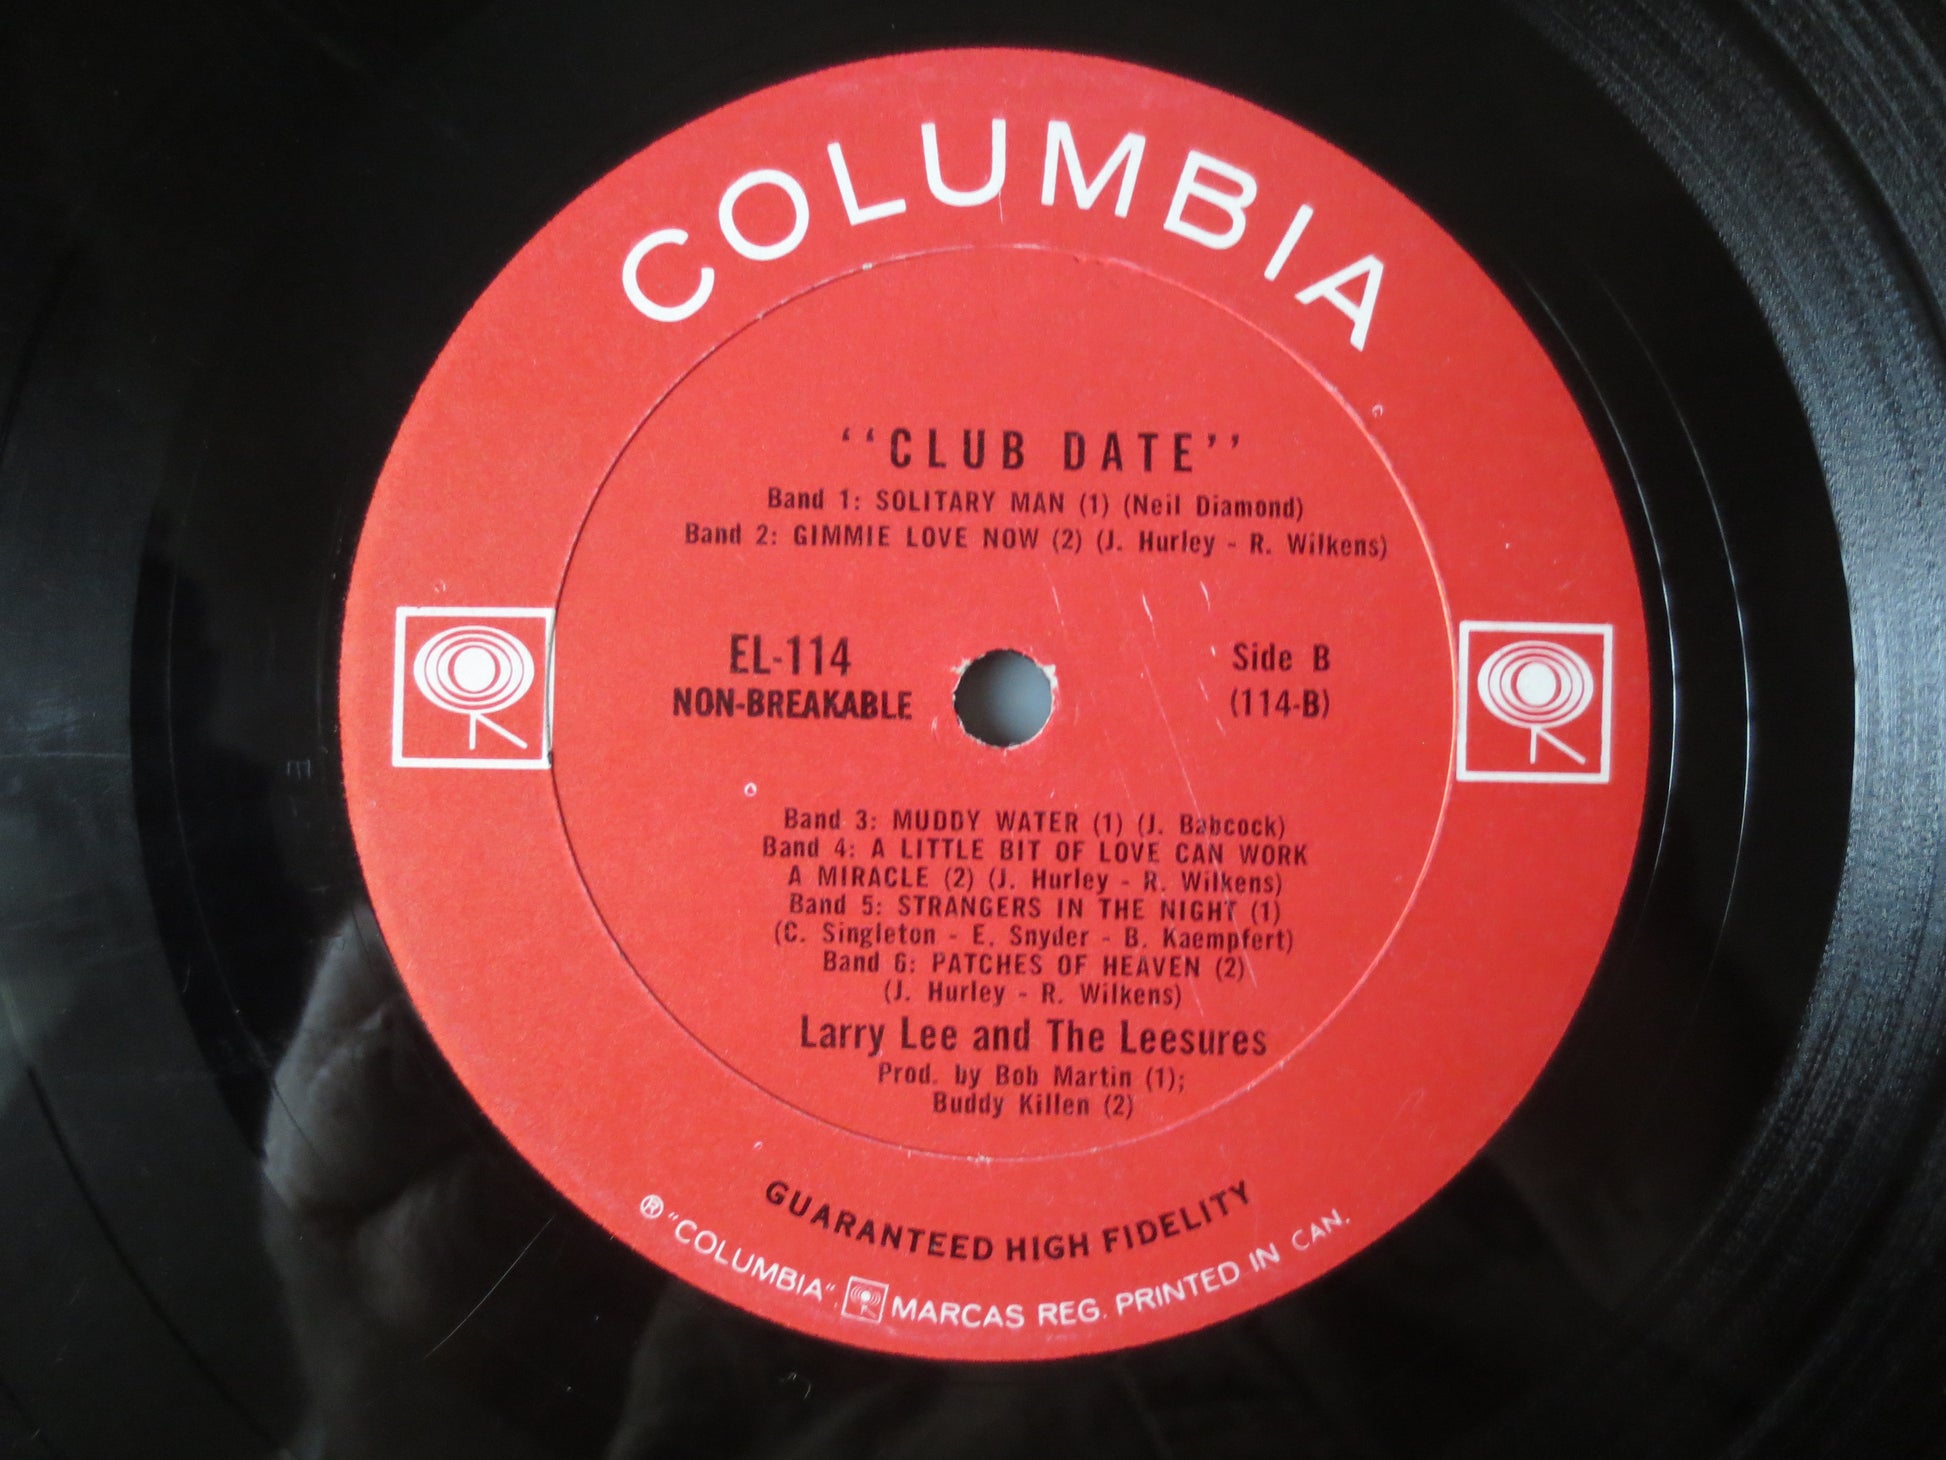 COLUMBIA
‘‘CLUB DATE’’
Band 1: SOLITARY MAN (1) (Neil Diamond)
Band 2: GIMMIE LOVE NOW (2) (J. Hurley - R. Wilkens)
EL-114
NON-BREAKABLE
Side B
(114-B)
Band 3: MUDDY WATER (1) (J. Babcock)
Band 4: A LITTLE BIT OF LOVE CAN WORK
A MIRACLE (2) (J. Hurley - R. Wilkens)
Band 5: STRANGERS IN THE NIGHT (1)
(C. Singleton - E. Snyder - B. Kaempfert)
Band 6: PATCHES OF HEAVEN (2)
(J. Hurley - R. Wilkens)
Larry Lee and The Leesures
Prod. by Bob Martin (1);
Buddy Killen (2)
GUARANTEED HIGH FIDELITY
® "COLUMBIA", MARCAS REG. PRINTED IN CAN.